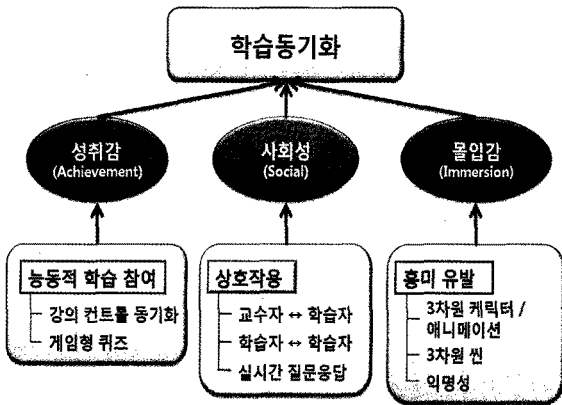 학습동기화
성취감
(Achievement)
사회성
(Social)
몰입감
(Immersion)
능동적 학습 참여
강의 컨트롤 동기화
게임형 퀴즈
상호작용
교수자 ↔ 학습자
학습자 ↔ 학습자
실시간 질문응답
흥미 유발
3차원 케릭터 /
애니메이션
3차원 씬
익명성